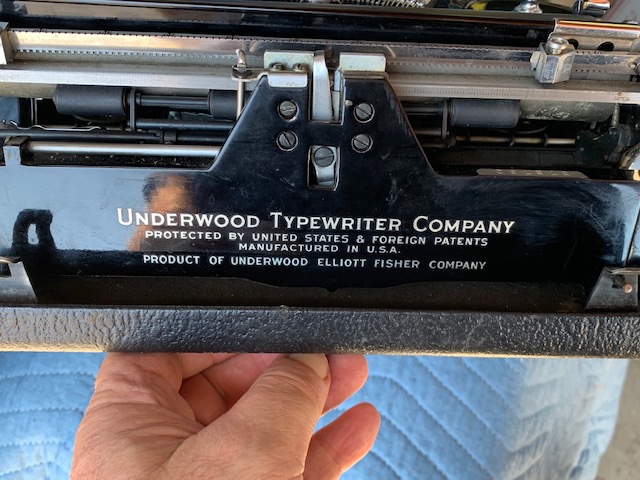 UNDERWOOD TYPEWRITER COMPANY
PROTECTED BY UNITED STATES & FOREIGN PATENTS
MANUFACTURED IN U.S.A.
PRODUCT OF UNDERWOOD ELLIOTT FISHER COMPANY